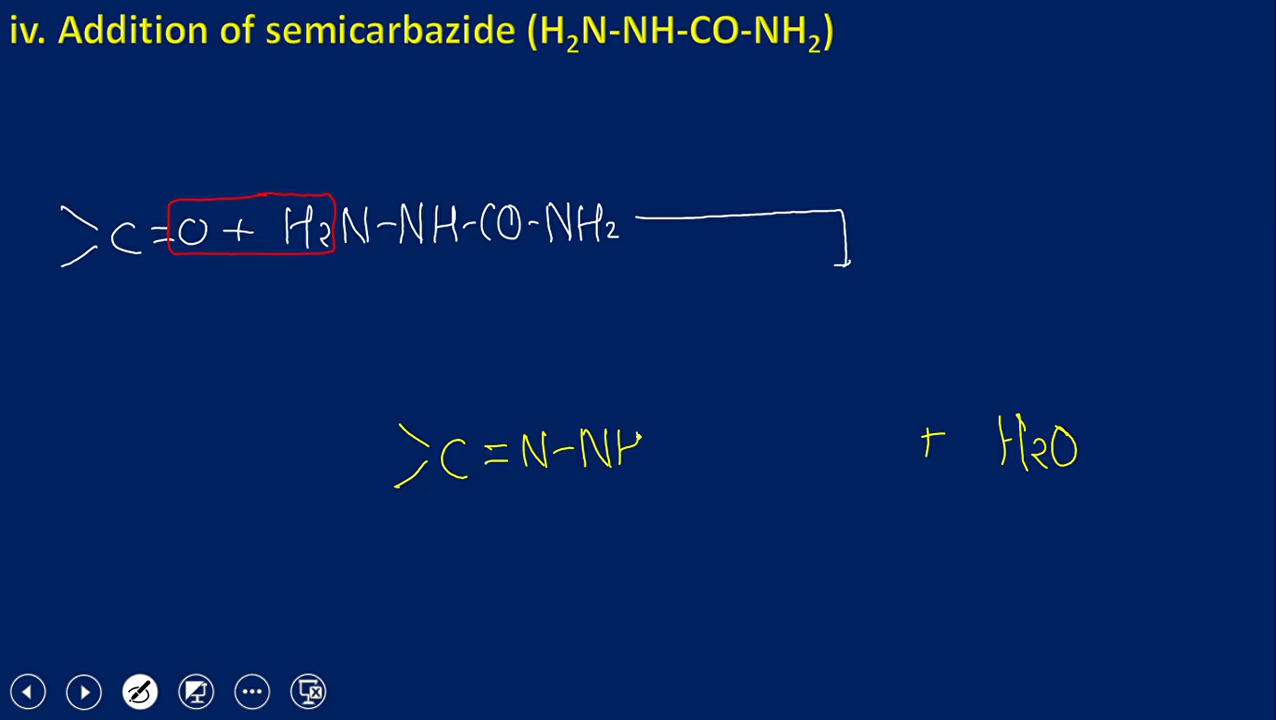 iv. Addition of semicarbazide (H₂N-NH-CO-NH₂)
>C=O + H₂N-NH-CO-NH₂
>C=N-NH + H₂O